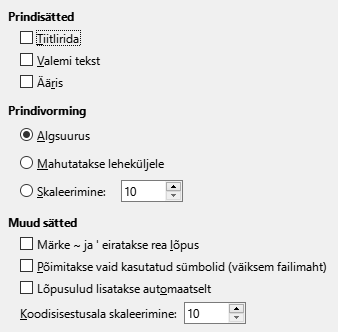 Prindisätted
Tiitlirida
Valemi tekst
Ääris
Prindivorming
Algsuurus
Mahutatakse leheküljele
Skaleerimine: 10
Muud sätted
Märke ~ ja ' eiratakse rea lõpus
Põimitakse vaid kasutatud sümbolid (väiksem failimaht)
Lõpusulud lisatakse automaatselt
Koodisisestusala skaleerimine: 10